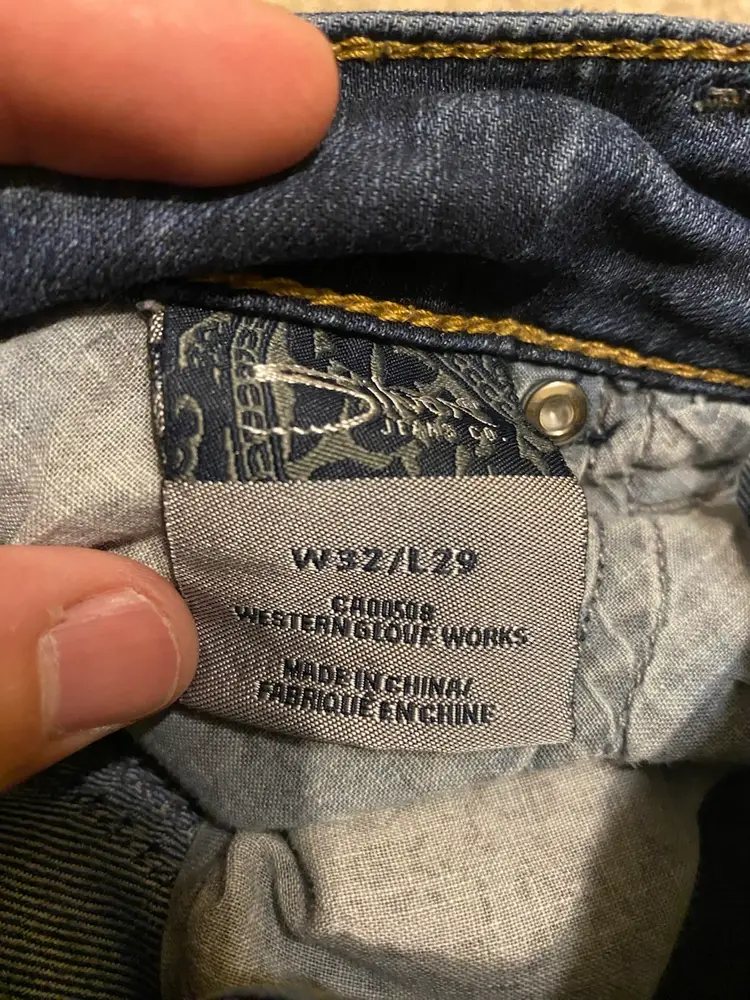 JEANS CO.
W32/L29
CA00508
WESTERN GLOVE WORKS
MADE IN CHINA/
FABRIQUÉ EN CHINE